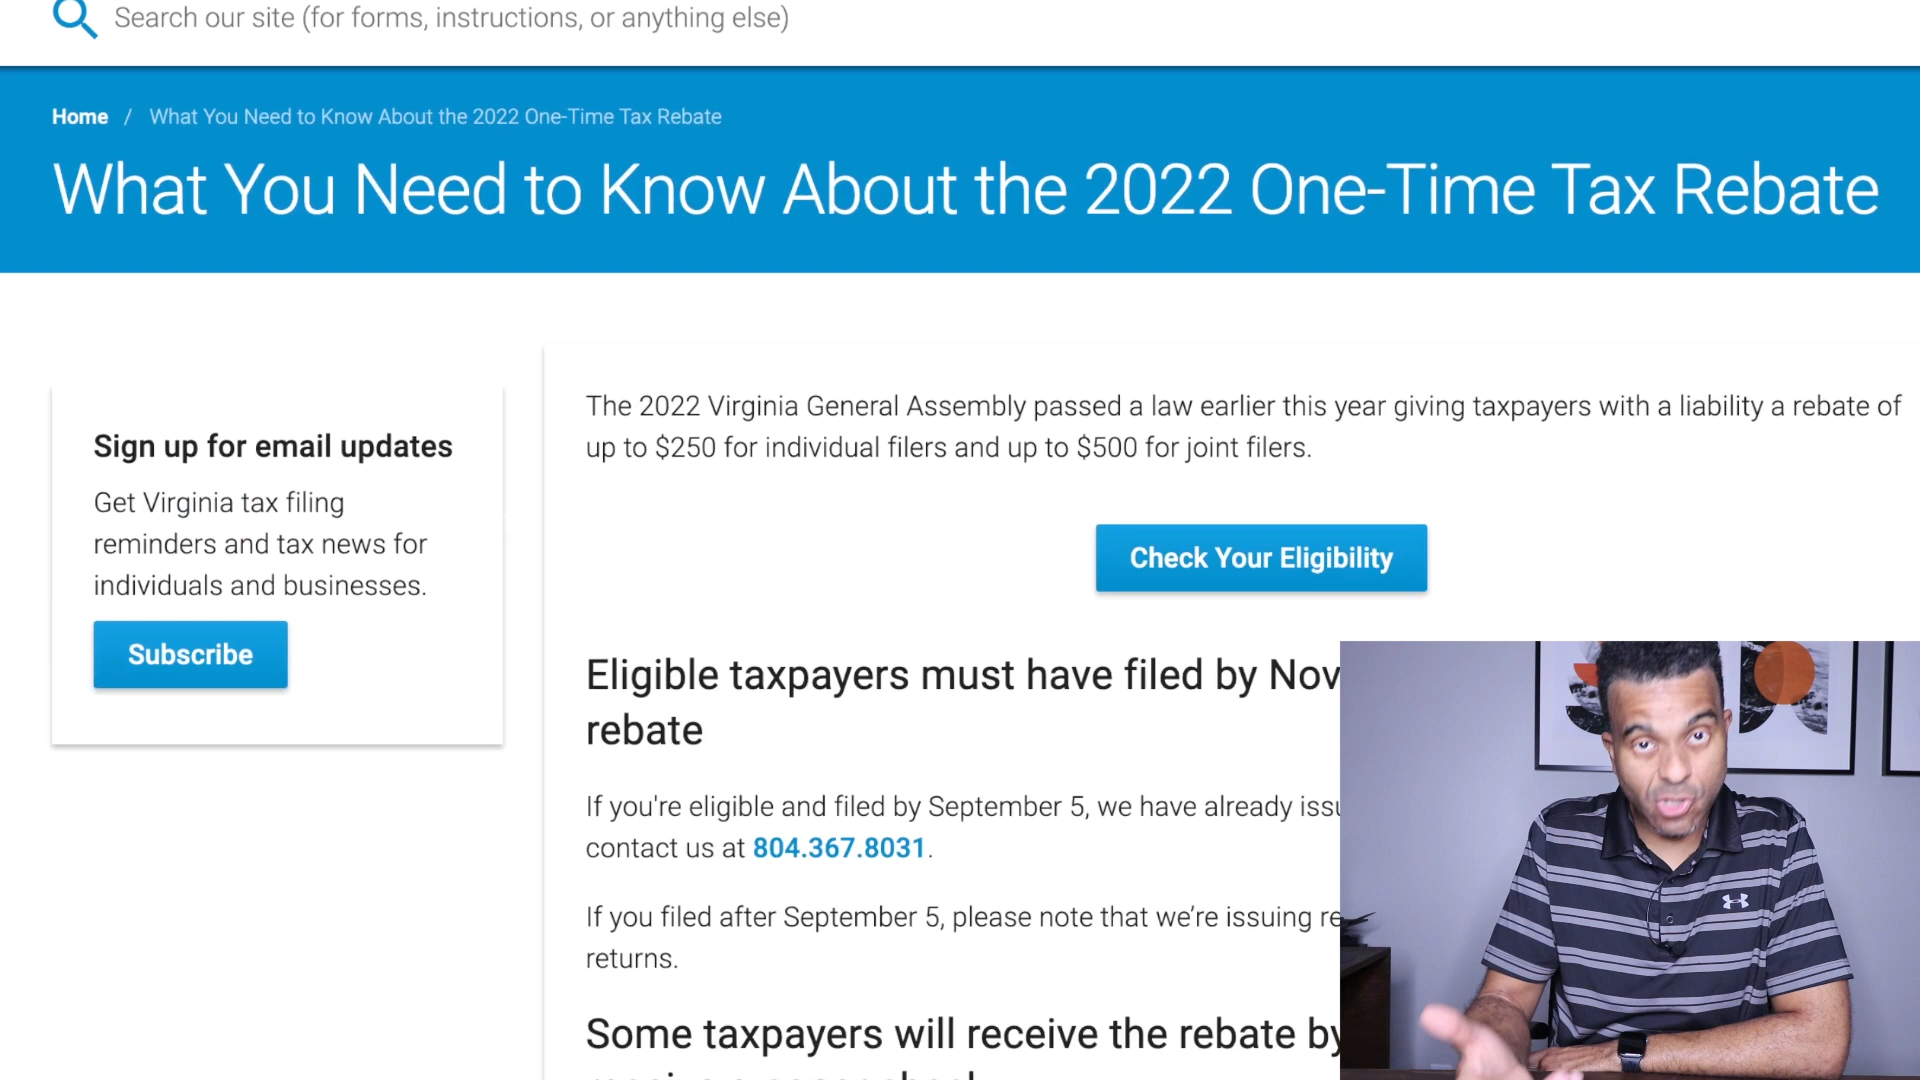 Search our site (for forms, instructions, or anything else)
Home / What You Need to Know About the 2022 One-Time Tax Rebate
What You Need to Know About the 2022 One-Time Tax Rebate
Sign up for email updates
Get Virginia tax filing
reminders and tax news for
individuals and businesses.
Subscribe
The 2022 Virginia General Assembly passed a law earlier this year giving taxpayers with a liability a rebate of
up to $250 for individual filers and up to $500 for joint filers.
Check Your Eligibility
Eligible taxpayers must have filed by Nov
rebate
If you're eligible and filed by September 5, we have already issu
contact us at 804.367.8031.
If you filed after September 5, please note that we’re issuing re
returns.
Some taxpayers will receive the rebate by